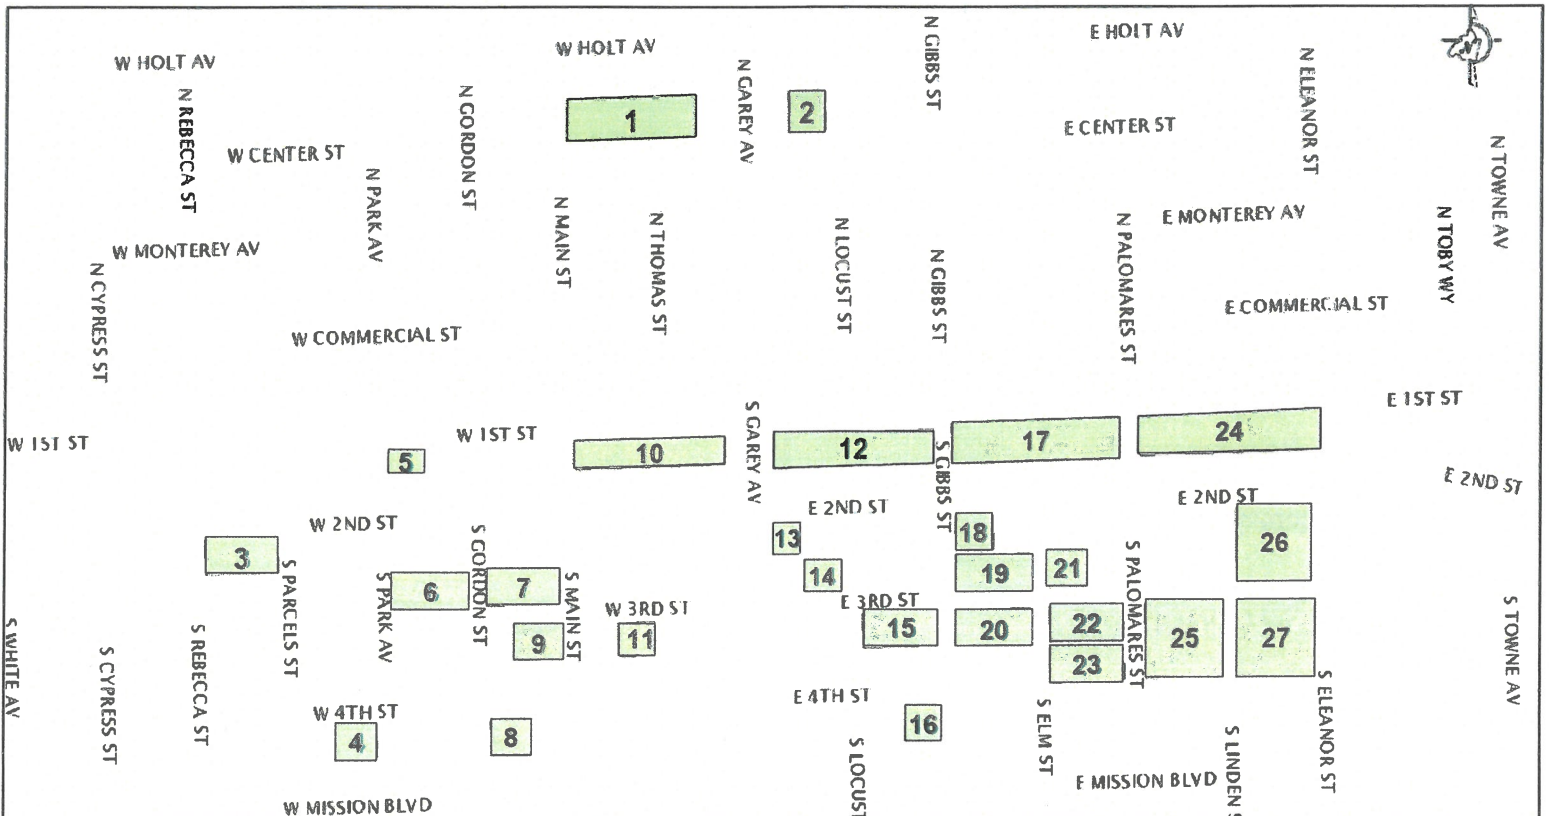 W HOLT AV
W HOLT AV
E HOLT AV
N GIBBS ST
N ELEANOR ST
N REBECCA ST
N GORDON ST
N GAREY AV
1
2
W CENTER ST
E CENTER ST
N TOWNE AV
N PARK AV
N MAIN ST
N THOMAS ST
N LOCUST ST
N GIBBS ST
N PALOMARES ST
E MONTEREY AV
N TOBY WY
W MONTEREY AV
N CYPRESS ST
W COMMERCIAL ST
E COMMERCIAL ST
E 1ST ST
W 1ST ST
W 1ST ST
5
10
S GAREY AV
12
S GIBBS ST
17
24
E 2ND ST
E 2ND ST
E 2ND ST
W 2ND ST
3
S PARCELS ST
S PARK AV
6
S GORDON ST
7
S MAIN ST
9
W 3RD ST
11
13
14
E 3RD ST
15
18
19
20
21
22
23
S PALOMARES ST
25
26
27
S WHITE AV
S CYPRESS ST
S REBECCA ST
W 4TH ST
4
8
E 4TH ST
16
S LOCUST
S ELM ST
S LINDEN S
S ELEANOR ST
S TOWNE AV
E MISSION BLVD
W MISSION BLVD